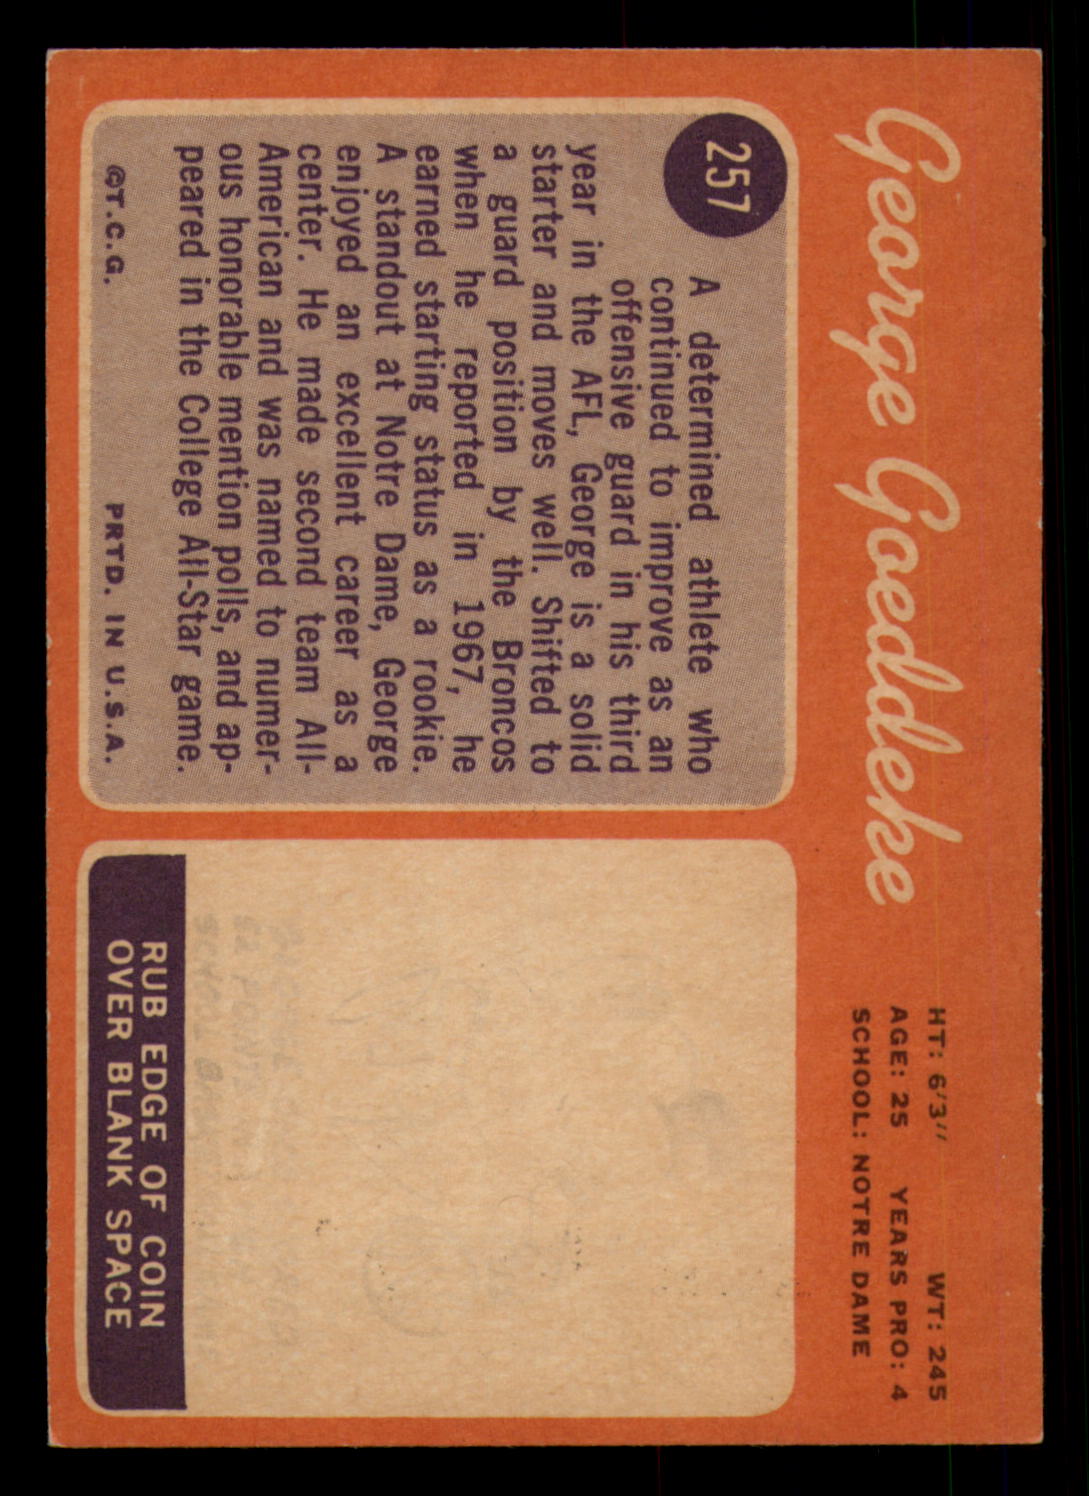 George Goeddeke
HT: 6'3" WT: 245
AGE: 25 YEARS PRO: 4
SCHOOL: NOTRE DAME
257
A determined athlete who
continued to improve as an
offensive guard in his third
year in the AFL, George is a solid
starter and moves well. Shifted to
a guard position by the Broncos
when he reported in 1967, he
earned starting status as a rookie.
A standout at Notre Dame, George
enjoyed an excellent career as a
center. He made second team All-
American and was named to numer-
ous honorable mention polls, and ap-
peared in the College All-Star game.
©T.C.G. PRTD. IN U.S.A.
RUB EDGE OF COIN
OVER BLANK SPACE